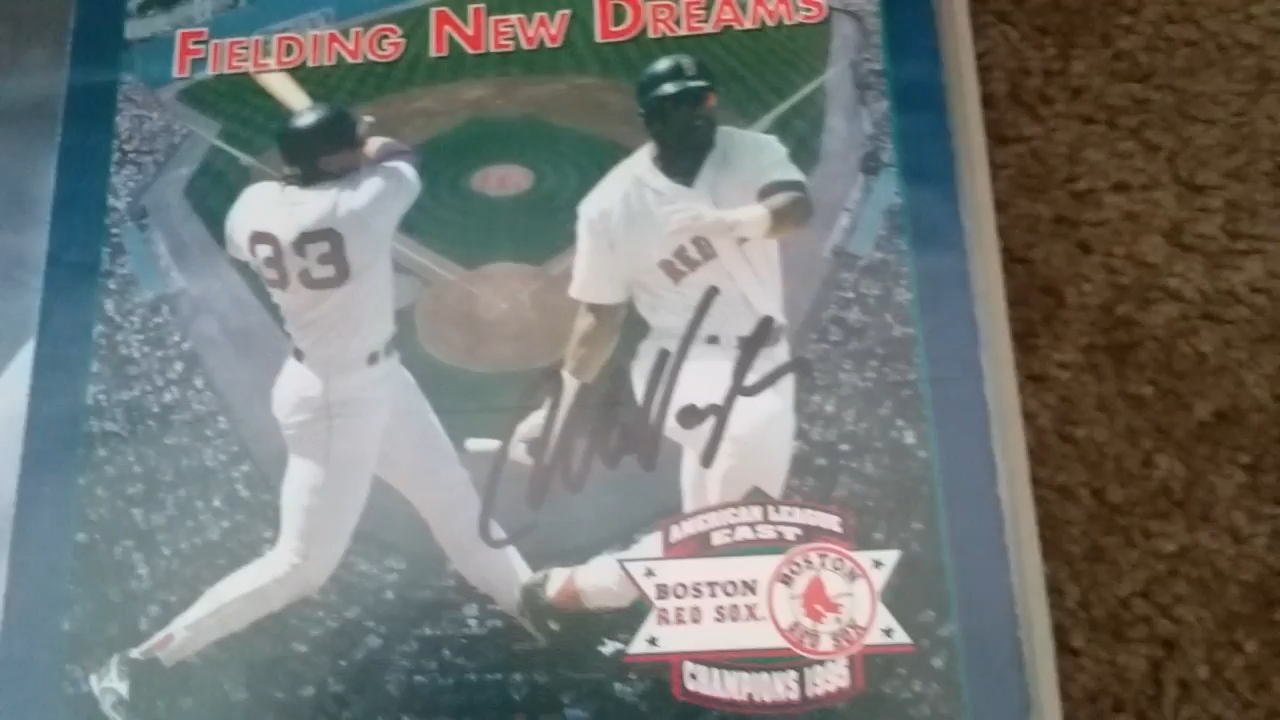 FIELDING NEW DREAMS
33
RED
AMERICAN LEAGUE
EAST
BOSTON
RED SOX.
BOSTON
RED SOX
CHAMPIONS 1995